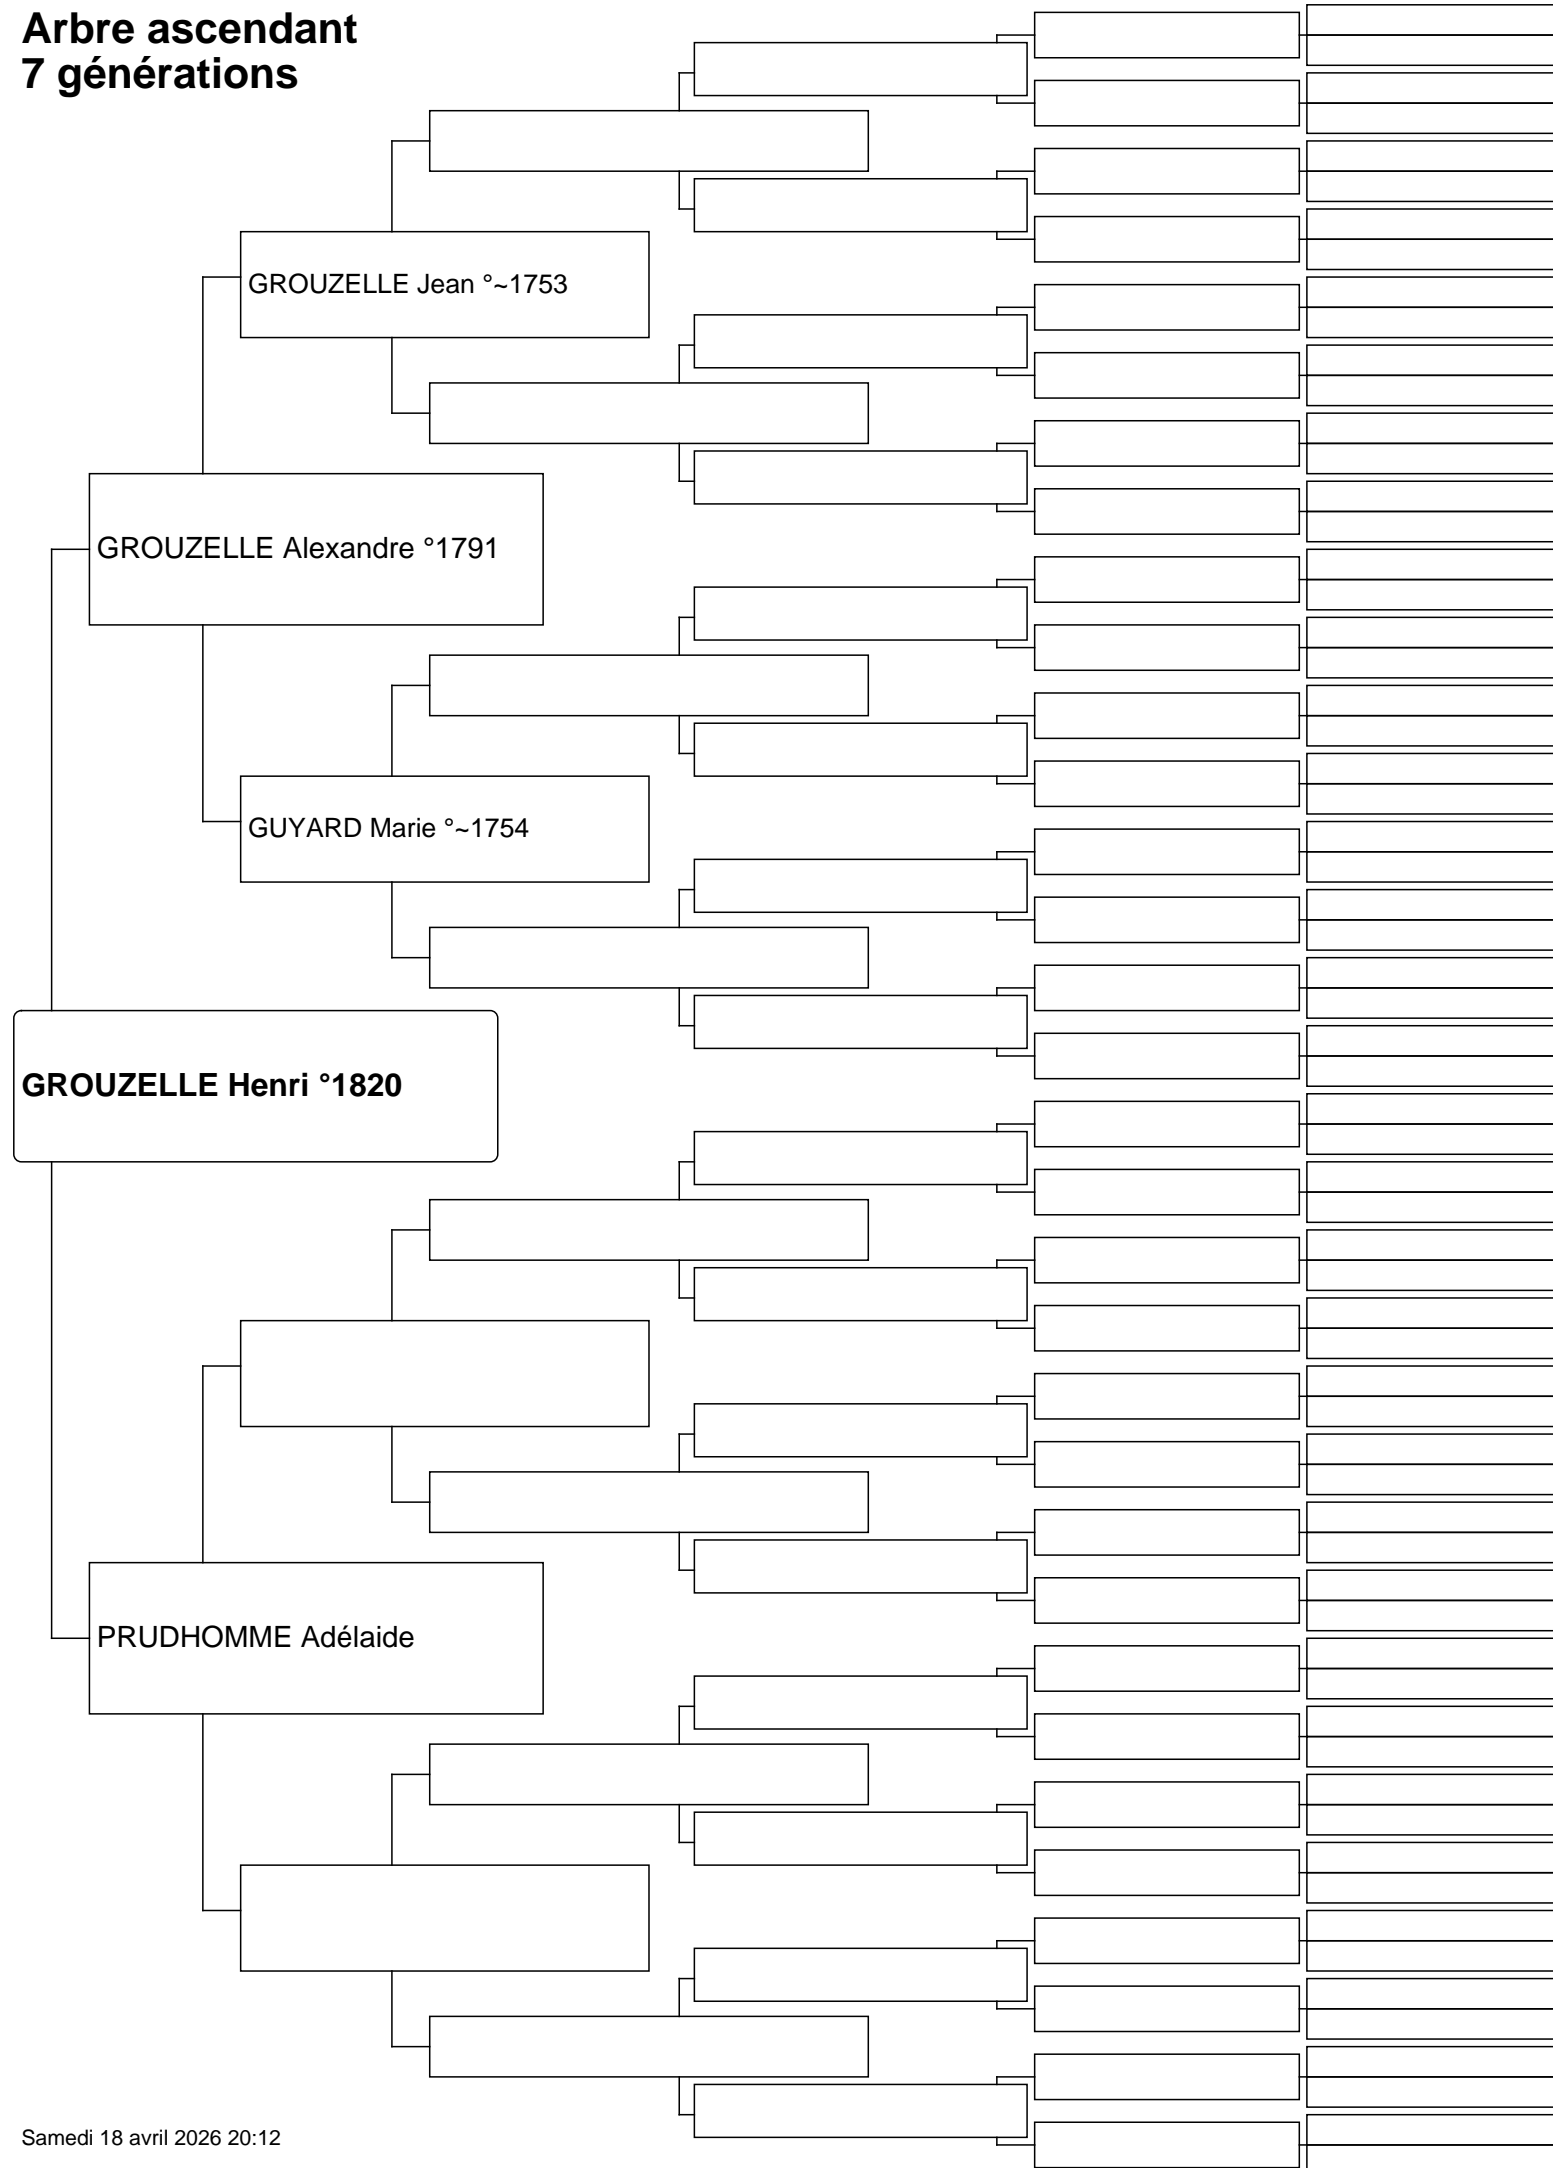 Arbre ascendant
7 générations
GROUZELLE Jean °~1753
GROUZELLE Alexandre °1791
GUYARD Marie °~1754
GROUZELLE Henri °1820
PRUDHOMME Adélaide
Samedi 18 avril 2026 20:12